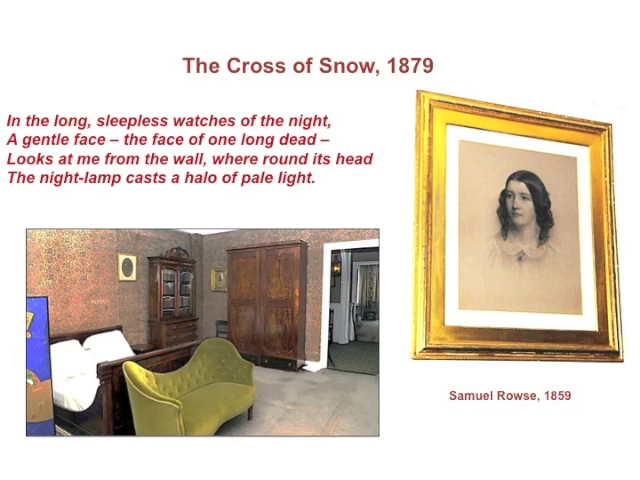 The Cross of Snow, 1879
In the long, sleepless watches of the night,
A gentle face – the face of one long dead –
Looks at me from the wall, where round its head
The night-lamp casts a halo of pale light.
Samuel Rowse, 1859